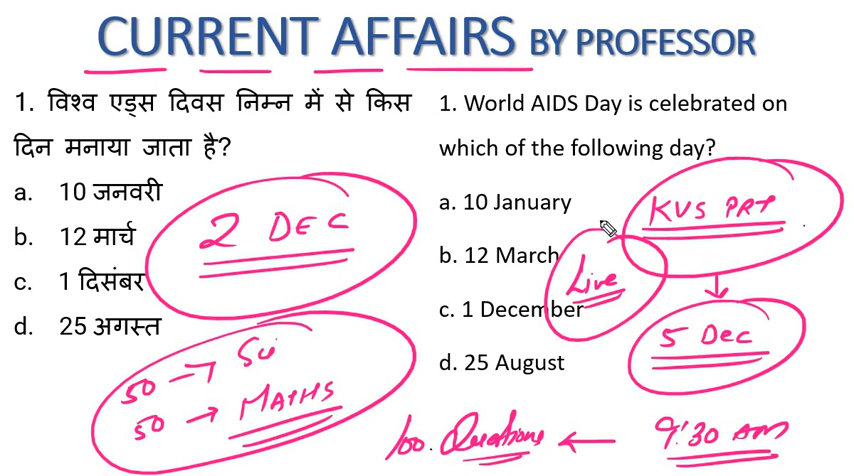 CURRENT AFFAIRS BY PROFESSOR
1. विश्व एड्स दिवस निम्न में से किस
दिन मनाया जाता है?
a. 10 जनवरी
b. 12 मार्च
c. 1 दिसंबर
d. 25 अगस्त
2 DEC
50 → Sci
50 → MATHS
1. World AIDS Day is celebrated on
which of the following day?
a. 10 January
b. 12 March
c. 1 December
d. 25 August
KVS PRT
Live
5 Dec
100. Questions ← 9:30 AM